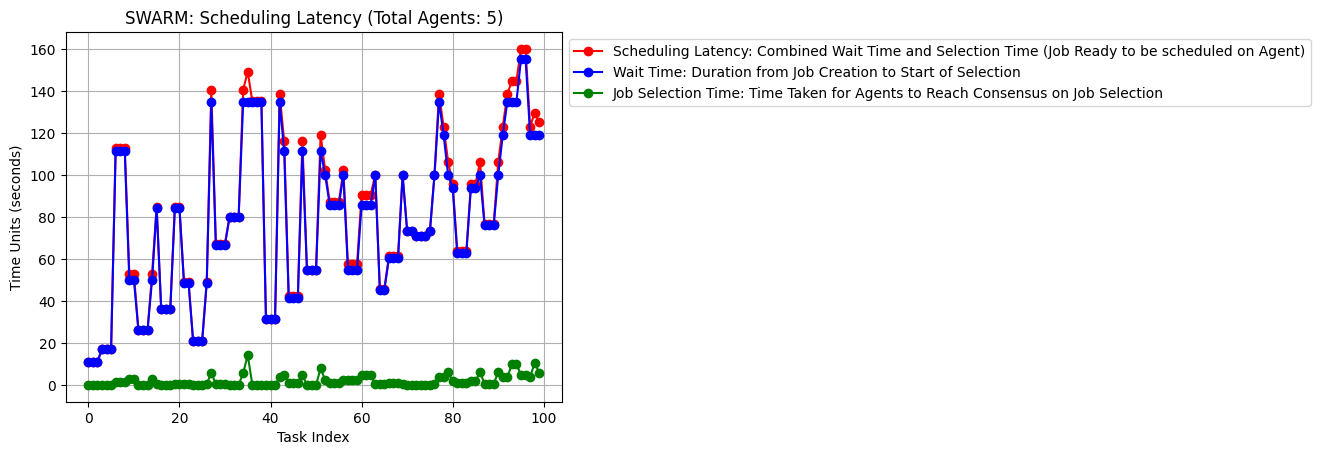 SWARM: Scheduling Latency (Total Agents: 5)
Scheduling Latency: Combined Wait Time and Selection Time (Job Ready to be scheduled on Agent)
Wait Time: Duration from Job Creation to Start of Selection
Job Selection Time: Time Taken for Agents to Reach Consensus on Job Selection
Time Units (seconds)
160
140
120
100
80
60
40
20
0
0
20
40
60
80
100
Task Index